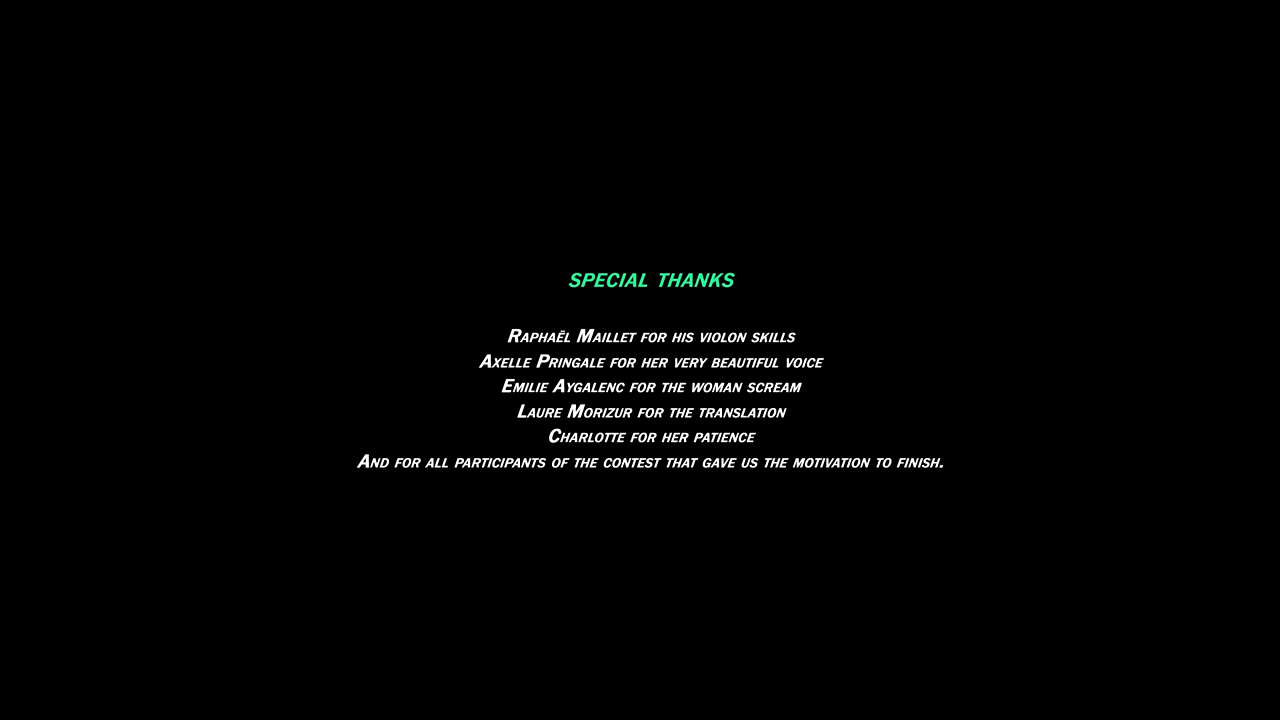 SPECIAL THANKS
Raphaël Maillet for his violon skills
Axelle Pringale for her very beautiful voice
Emilie Aygalenc for the woman scream
Laure Morizur for the translation
Charlotte for her patience
And for all participants of the contest that gave us the motivation to finish.